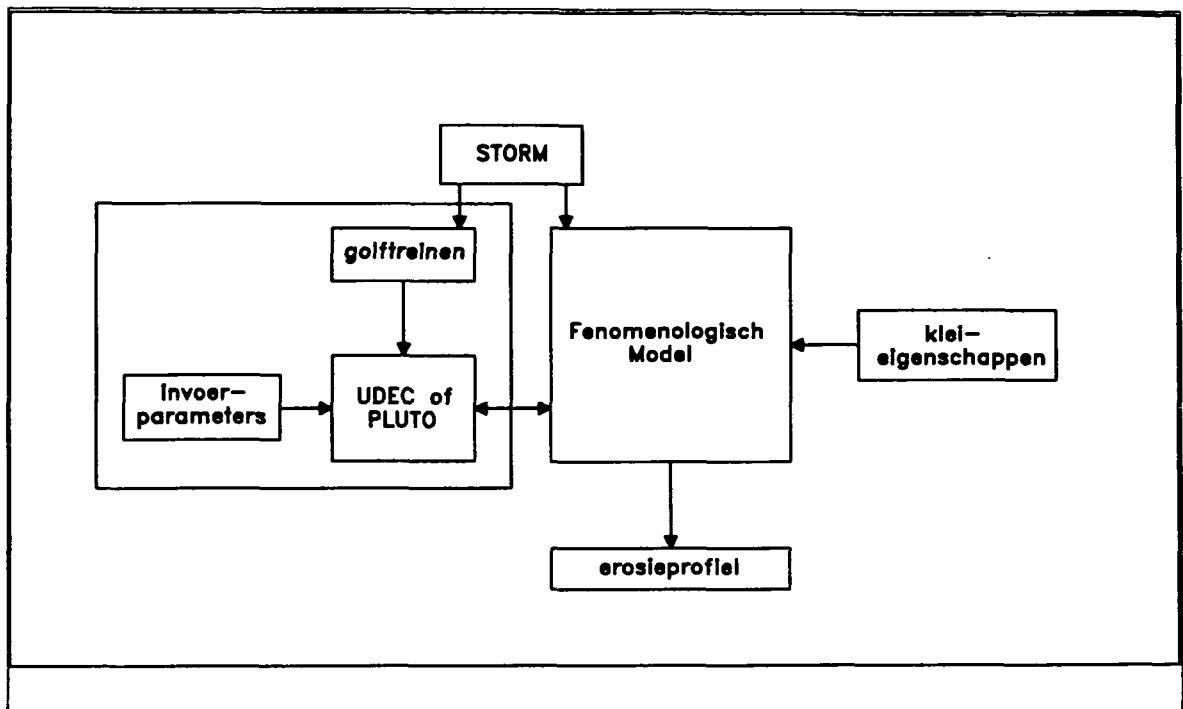 STORM
golftreinen
Fenomenologisch
Model
klei-
eigenschappen
invoer-
parameters
UDEC of
PLUTO
erosieprofiel